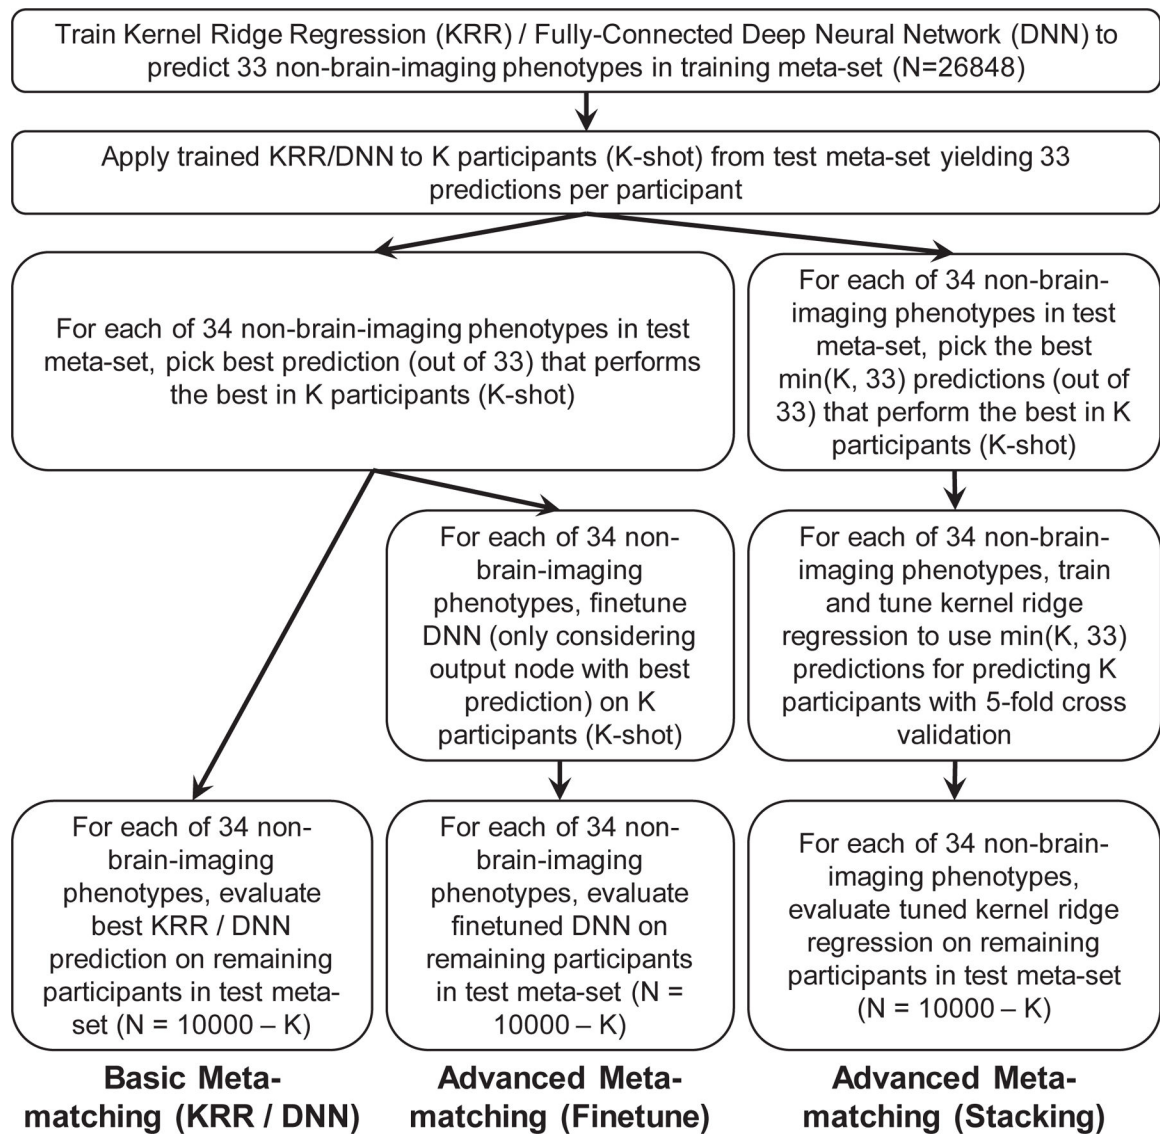 Train Kernel Ridge Regression (KRR) / Fully-Connected Deep Neural Network (DNN) to
predict 33 non-brain-imaging phenotypes in training meta-set (N=26848)
Apply trained KRR/DNN to K participants (K-shot) from test meta-set yielding 33
predictions per participant
For each of 34 non-brain-imaging phenotypes in test
meta-set, pick best prediction (out of 33) that performs
the best in K participants (K-shot)
For each of 34 non-brain-
imaging phenotypes in test
meta-set, pick the best
min(K, 33) predictions (out of
33) that perform the best in K
participants (K-shot)
For each of 34 non-
brain-imaging
phenotypes, finetune
DNN (only considering
output node with best
prediction) on K
participants (K-shot)
For each of 34 non-brain-
imaging phenotypes, train
and tune kernel ridge
regression to use min(K, 33)
predictions for predicting K
participants with 5-fold cross
validation
For each of 34 non-
brain-imaging
phenotypes, evaluate
best KRR / DNN
prediction on remaining
participants in test meta-
set (N = 10000 – K)
For each of 34 non-
brain-imaging
phenotypes, evaluate
finetuned DNN on
remaining participants
in test meta-set (N =
10000 – K)
For each of 34 non-brain-
imaging phenotypes,
evaluate tuned kernel ridge
regression on remaining
participants in test meta-set
(N = 10000 – K)
Basic Meta-
matching (KRR / DNN)
Advanced Meta-
matching (Finetune)
Advanced Meta-
matching (Stacking)